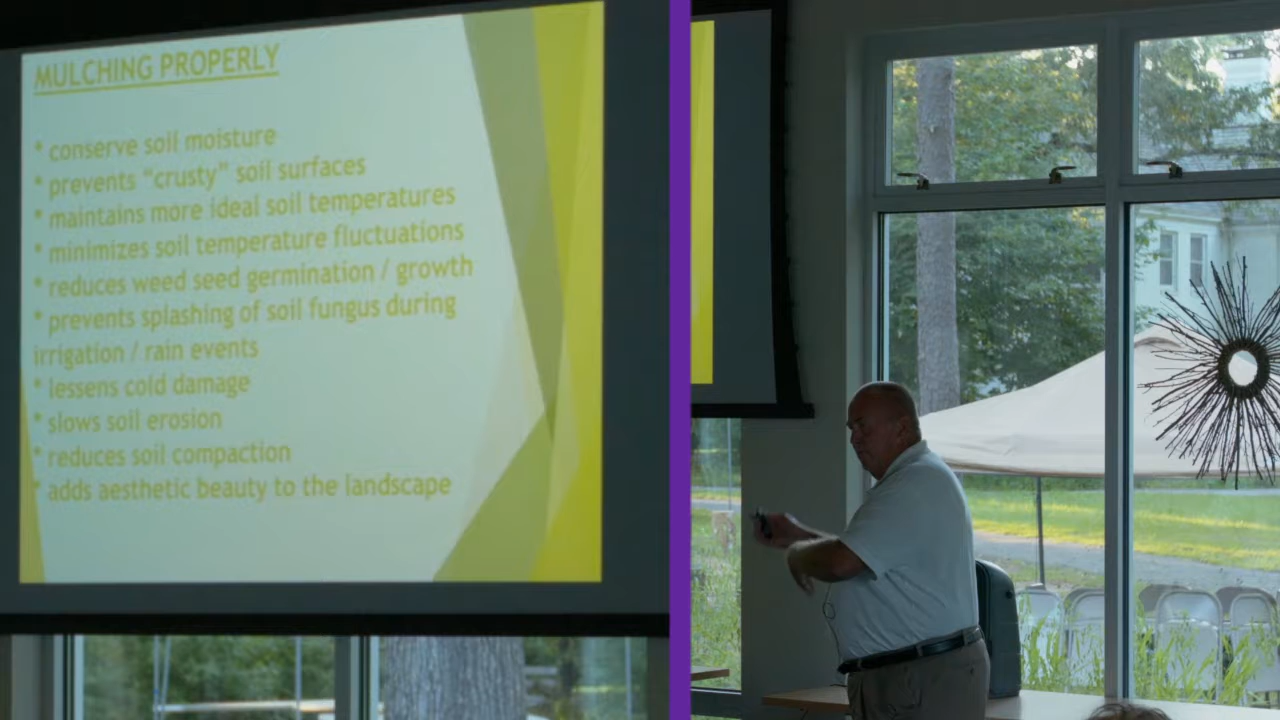 MULCHING PROPERLY
* conserve soil moisture
* prevents “crusty” soil surfaces
* maintains more ideal soil temperatures
* minimizes soil temperature fluctuations
* reduces weed seed germination / growth
* prevents splashing of soil fungus during
irrigation / rain events
* lessens cold damage
* slows soil erosion
* reduces soil compaction
* adds aesthetic beauty to the landscape